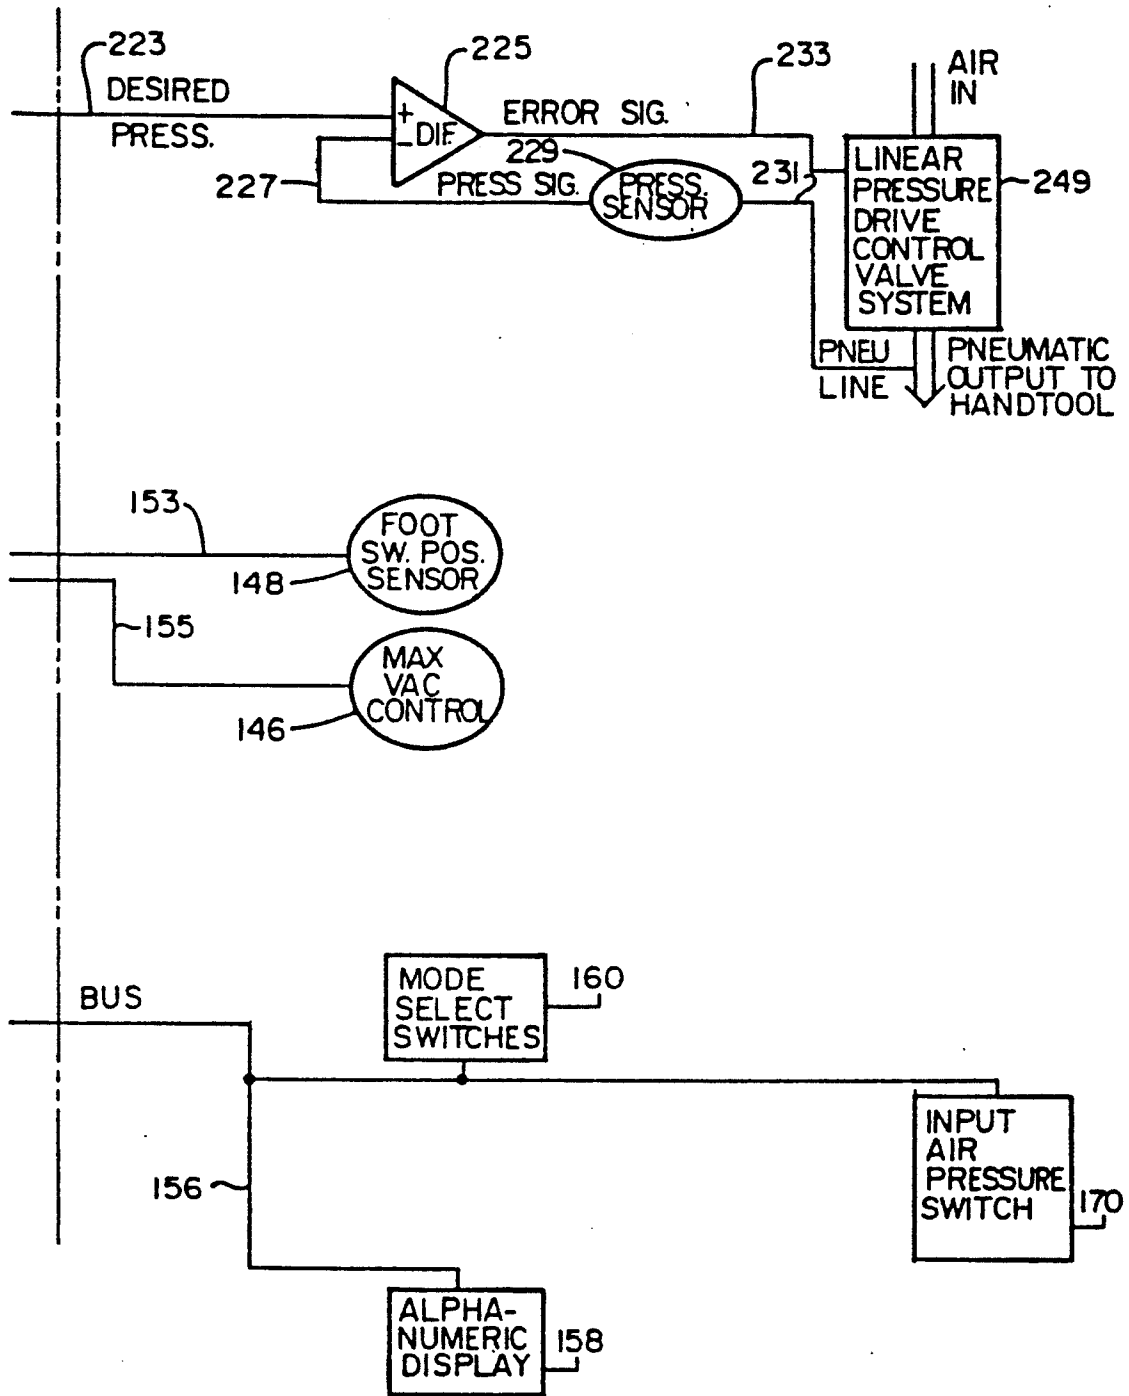 223
DESIRED
PRESS.
225
+
−
DIF.
ERROR SIG.
233
AIR
IN
227
PRESS SIG.
229
PRESS.
SENSOR
231
LINEAR
PRESSURE
DRIVE
CONTROL
VALVE
SYSTEM
249
PNEU
LINE
PNEUMATIC
OUTPUT TO
HANDTOOL
153
FOOT
SW. POS.
SENSOR
148
155
MAX
VAC
CONTROL
146
BUS
MODE
SELECT
SWITCHES
160
INPUT
AIR
PRESSURE
SWITCH
170
156
ALPHA-
NUMERIC
DISPLAY
158